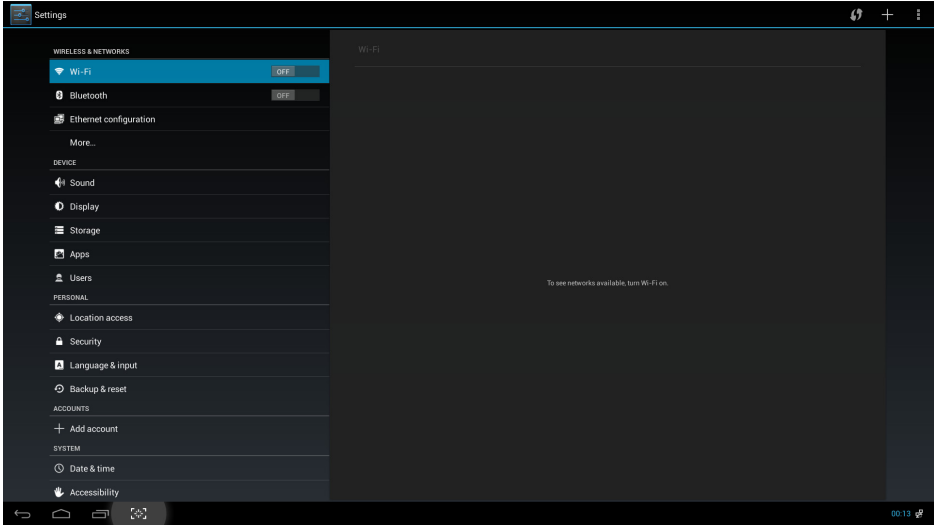 Settings
WIRELESS & NETWORKS
Wi-Fi OFF
Bluetooth OFF
Ethernet configuration
More...
DEVICE
Sound
Display
Storage
Apps
Users
PERSONAL
Location access
Security
Language & input
Backup & reset
ACCOUNTS
Add account
SYSTEM
Date & time
Accessibility
Wi-Fi
To see networks available, turn Wi-Fi on.
00:13